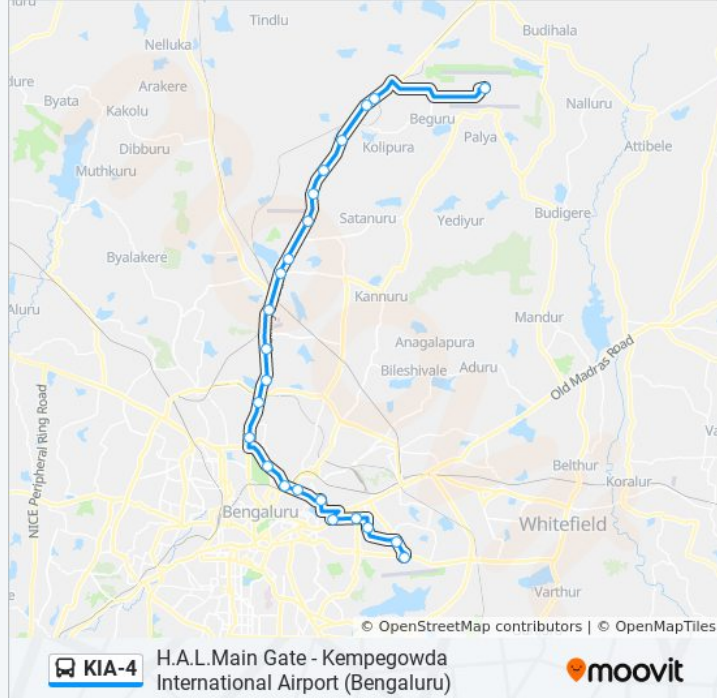 Tindlu
Budihala
Nelluka
dure
Arakere
Byata
Kakolu
Nalluru
Beguru
Dibburu
Kolipura
Palya
Attibele
Muthkuru
Satanuru
Yediyur
Budigere
Byalakere
Kannuru
Aluru
Mandur
Anagalapura
Bileshivale
Aduru
Old Madras Road
NICE Peripheral Ring Road
Va
Belthur
Koralur
Bengaluru
Whitefield
Varthur
© OpenStreetMap contributors | © OpenMapTiles
KIA-4
H.A.L.Main Gate - Kempegowda
International Airport (Bengaluru)
moovit